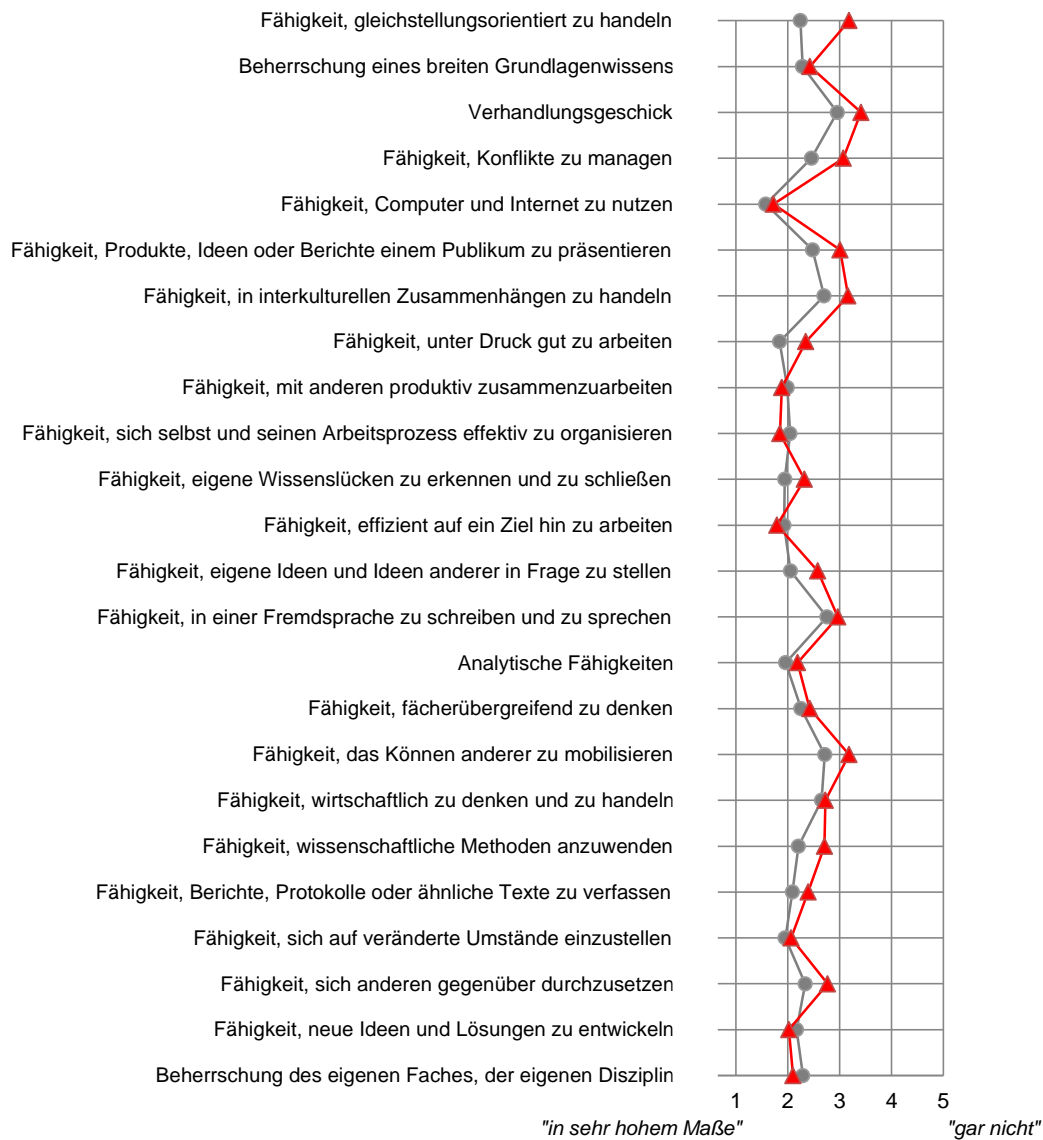 Fähigkeit, gleichstellungsorientiert zu handeln
Beherrschung eines breiten Grundlagenwissens
Verhandlungsgeschick
Fähigkeit, Konflikte zu managen
Fähigkeit, Computer und Internet zu nutzen
Fähigkeit, Produkte, Ideen oder Berichte einem Publikum zu präsentieren
Fähigkeit, in interkulturellen Zusammenhängen zu handeln
Fähigkeit, unter Druck gut zu arbeiten
Fähigkeit, mit anderen produktiv zusammenzuarbeiten
Fähigkeit, sich selbst und seinen Arbeitsprozess effektiv zu organisieren
Fähigkeit, eigene Wissenslücken zu erkennen und zu schließen
Fähigkeit, effizient auf ein Ziel hin zu arbeiten
Fähigkeit, eigene Ideen und Ideen anderer in Frage zu stellen
Fähigkeit, in einer Fremdsprache zu schreiben und zu sprechen
Analytische Fähigkeiten
Fähigkeit, fächerübergreifend zu denken
Fähigkeit, das Können anderer zu mobilisieren
Fähigkeit, wirtschaftlich zu denken und zu handeln
Fähigkeit, wissenschaftliche Methoden anzuwenden
Fähigkeit, Berichte, Protokolle oder ähnliche Texte zu verfassen
Fähigkeit, sich auf veränderte Umstände einzustellen
Fähigkeit, sich anderen gegenüber durchzusetzen
Fähigkeit, neue Ideen und Lösungen zu entwickeln
Beherrschung des eigenen Faches, der eigenen Disziplin
1 2 3 4 5
"in sehr hohem Maße" "gar nicht"